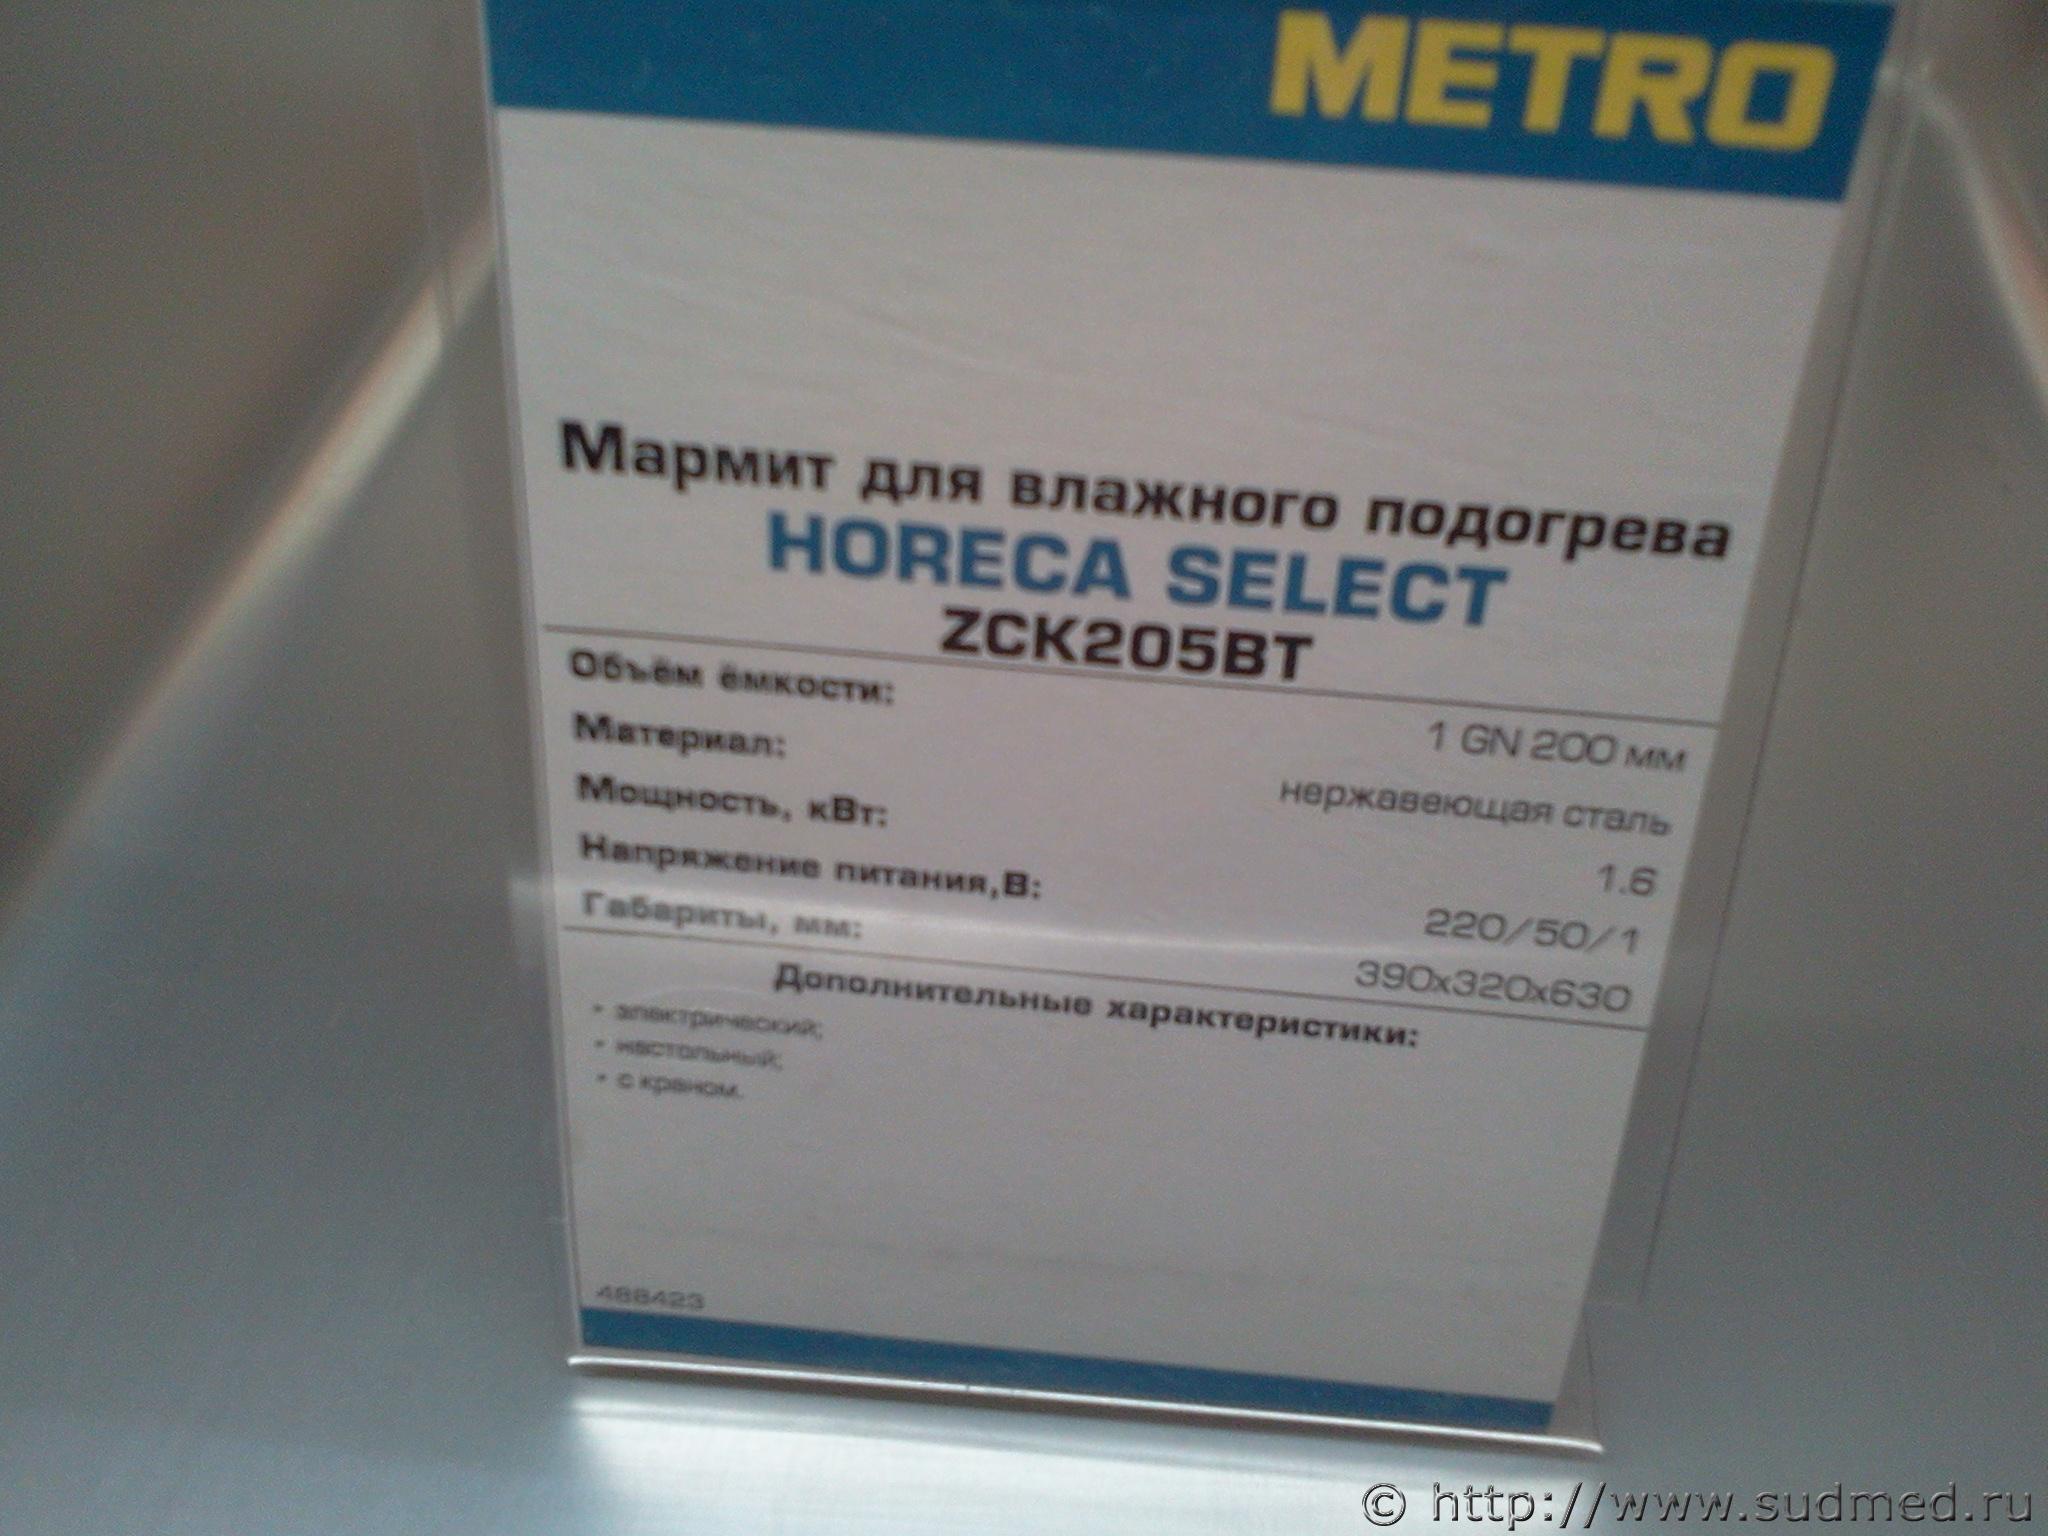 METRO
Мармит для влажного подогрева
HORECA SELECT
ZCK205BT
Объём ёмкости: 1 GN 200 мм
Материал: нержавеющая сталь
Мощность, кВт: 1.6
Напряжение питания,В: 220/50/1
Габариты, мм: 390x320x630
Дополнительные характеристики:
• электрический;
• настольный;
• с краном.
488423
© http://www.sudmed.ru